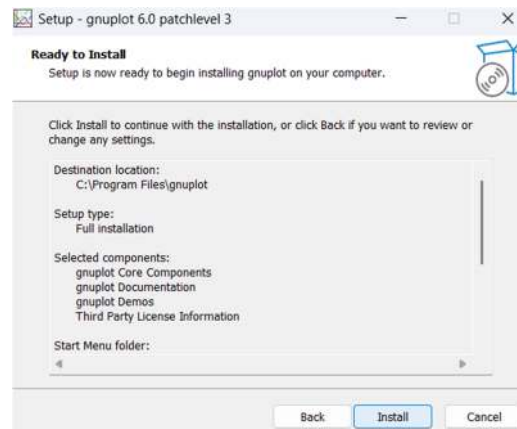 Setup - gnuplot 6.0 patchlevel 3
Ready to Install
Setup is now ready to begin installing gnuplot on your computer.
Click Install to continue with the installation, or click Back if you want to review or
change any settings.
Destination location:
C:\Program Files\gnuplot
Setup type:
Full installation
Selected components:
gnuplot Core Components
gnuplot Documentation
gnuplot Demos
Third Party License Information
Start Menu folder:
Back Install Cancel